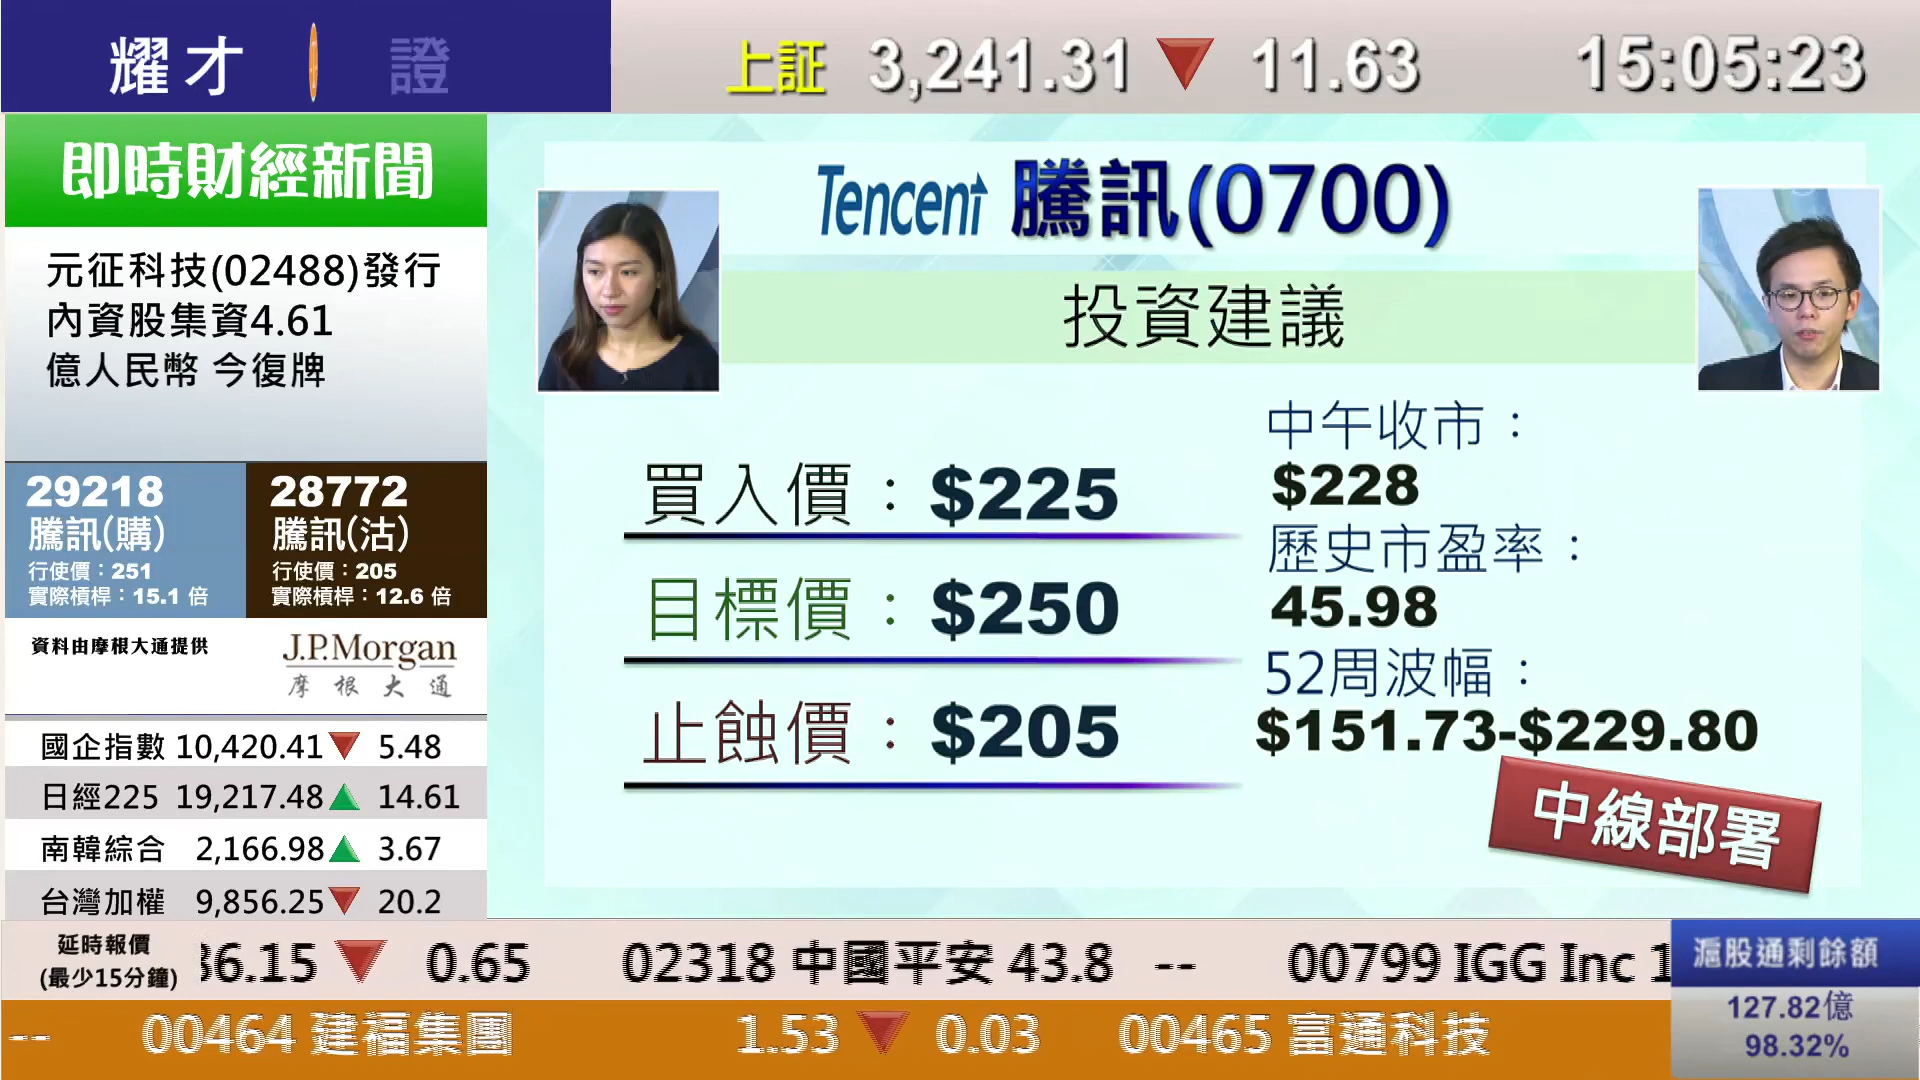 耀才 證
上証 3,241.31 ▼ 11.63 15:05:23
即時財經新聞
元征科技(02488)發行
內資股集資4.61
億人民幣 今復牌
29218
騰訊(購)
行使價：251
實際槓桿：15.1 倍
28772
騰訊(沽)
行使價：205
實際槓桿：12.6 倍
資料由摩根大通提供
J.P.Morgan
摩根大通
國企指數 10,420.41 ▼ 5.48
日經225 19,217.48 ▲ 14.61
南韓綜合 2,166.98 ▲ 3.67
台灣加權 9,856.25 ▼ 20.2
Tencent 騰訊(0700)
投資建議
買入價：$225
目標價：$250
止蝕價：$205
中午收市：
$228
歷史市盈率：
45.98
52周波幅：
$151.73-$229.80
中線部署
延時報價
(最少15分鐘)
36.15 ▼ 0.65 02318 中國平安 43.8 -- 00799 IGG Inc 1
-- 00464 建福集團 1.53 ▼ 0.03 00465 富通科技
滬股通剩餘額
127.82億
98.32%